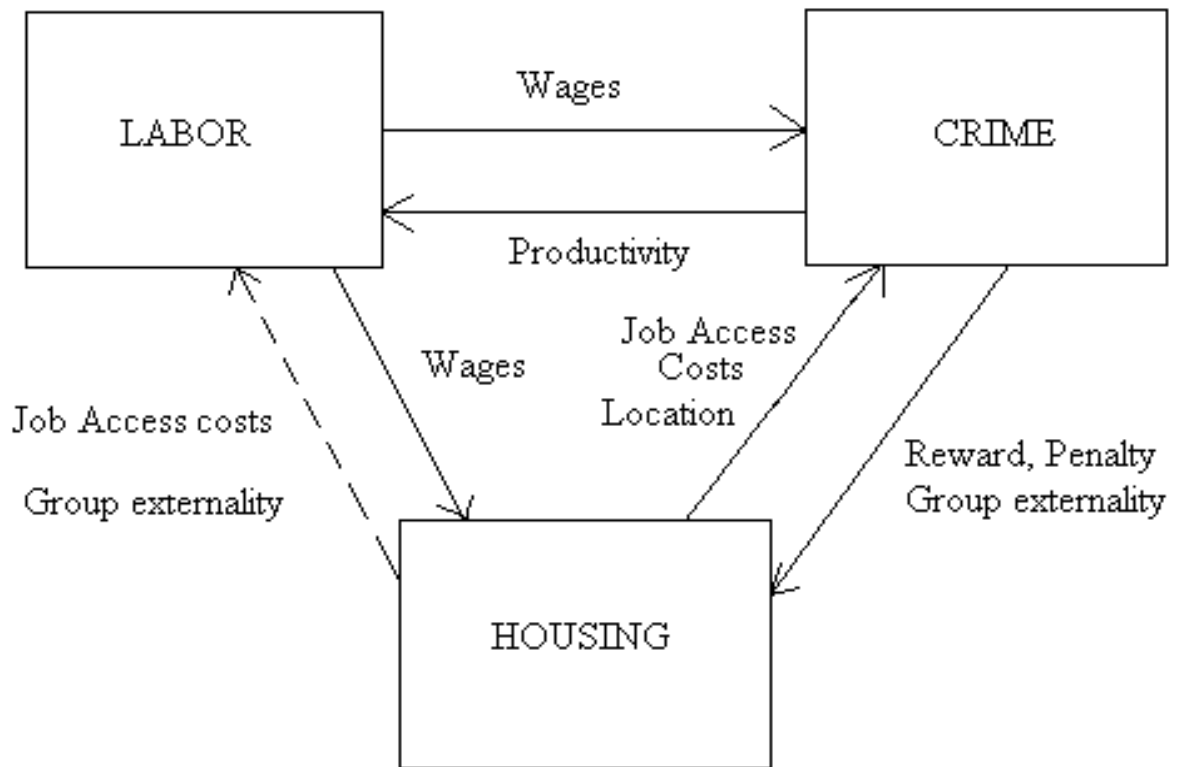 Wages
LABOR
CRIME
Productivity
Job Access
Costs
Wages
Location
Job Access costs
Reward, Penalty
Group externality
Group externality
HOUSING